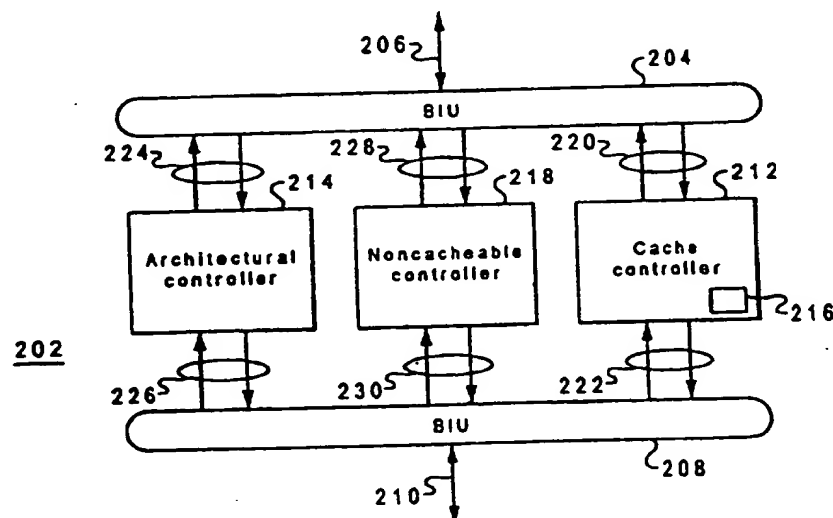 206
204
BIU
224
228
220
214
218
212
Architectural
controller
Noncacheable
controller
Cache
controller
216
202
226
230
222
BIU
208
210